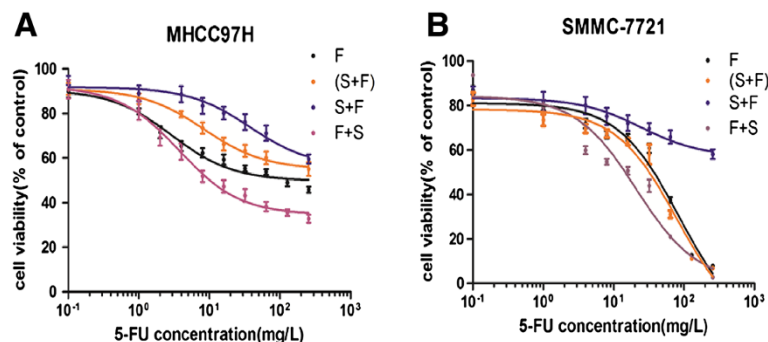 A
MHCC97H
cell viability(% of control)
100
80
60
40
20
0
10-1
100
101
102
103
5-FU concentration(mg/L)
F
(S+F)
S+F
F+S
B
SMMC-7721
cell viability(% of control)
100
80
60
40
20
0
10-1
100
101
102
103
5-FU concentration(mg/L)
F
(S+F)
S+F
F+S